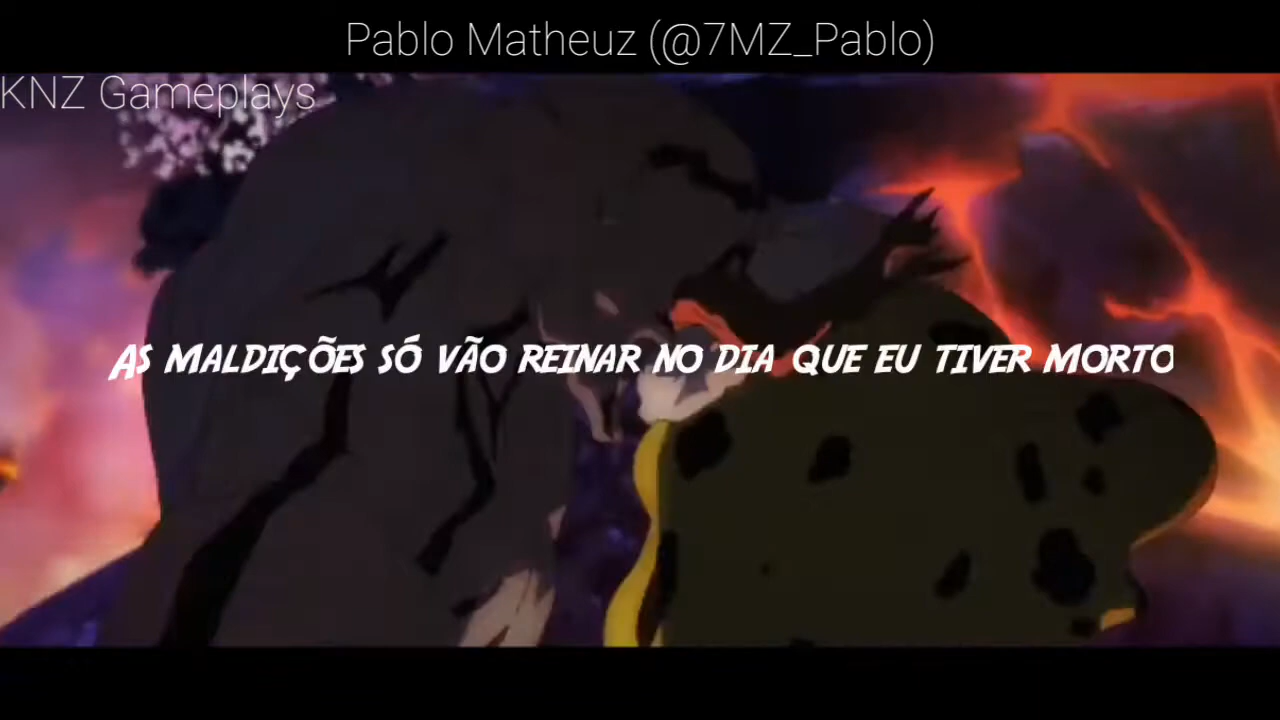 Pablo Matheuz (@7MZ_Pablo)
KNZ Gameplays
AS MALDIÇÕES SÓ VÃO REINAR NO DIA QUE EU TIVER MORTO